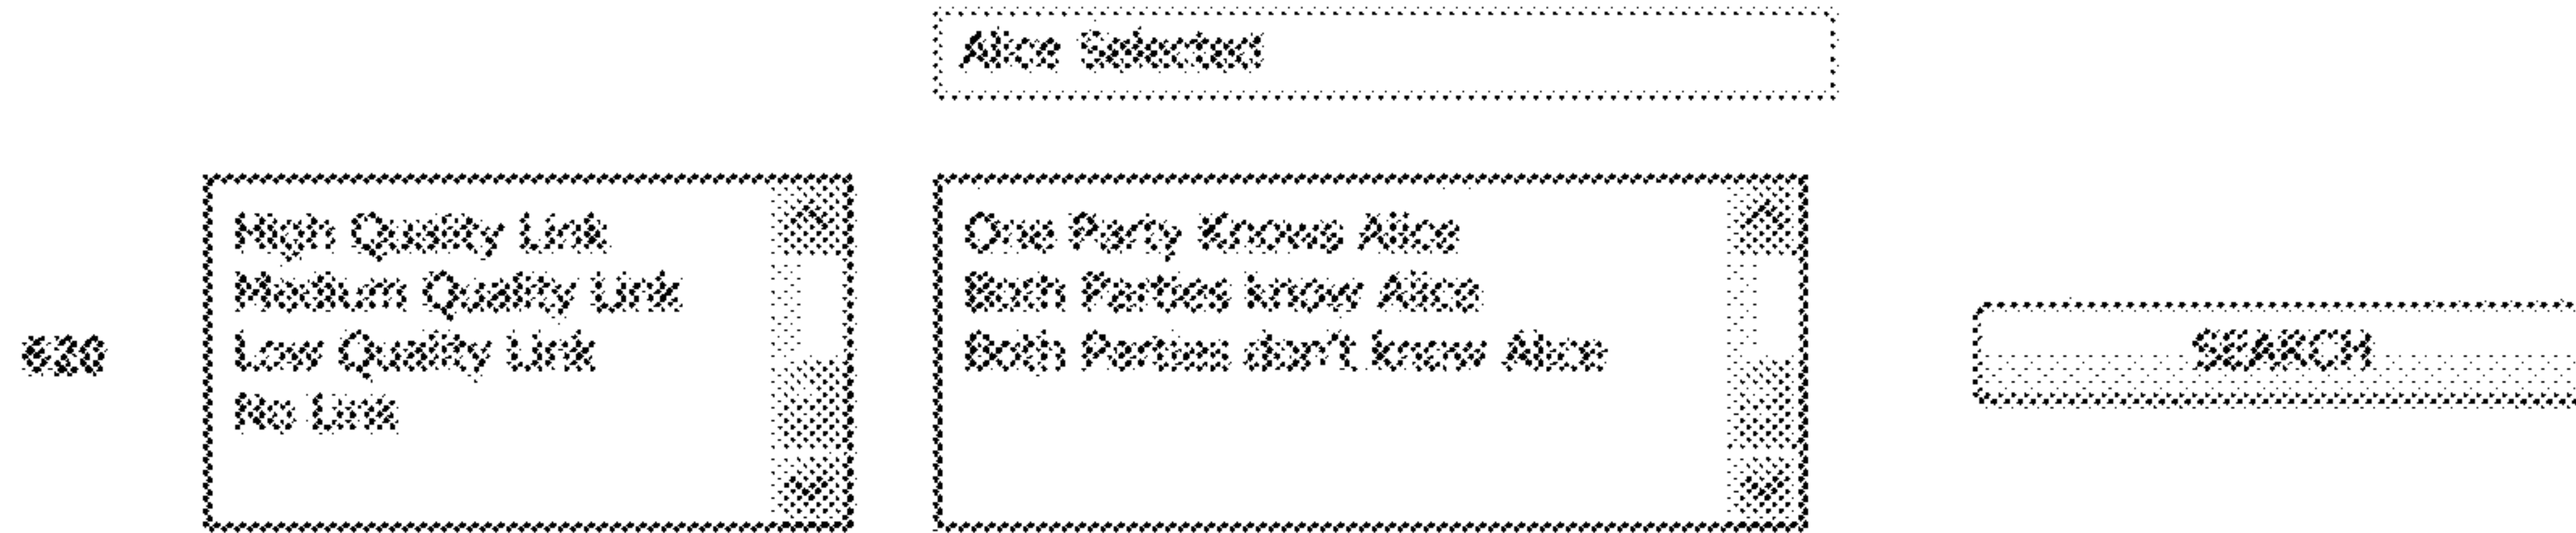 Alice Selected
High Quality Link
Medium Quality Link
Low Quality Link
No Link
One Party Knows Alice
Both Parties know Alice
Both Parties don't know Alice
630
SEARCH